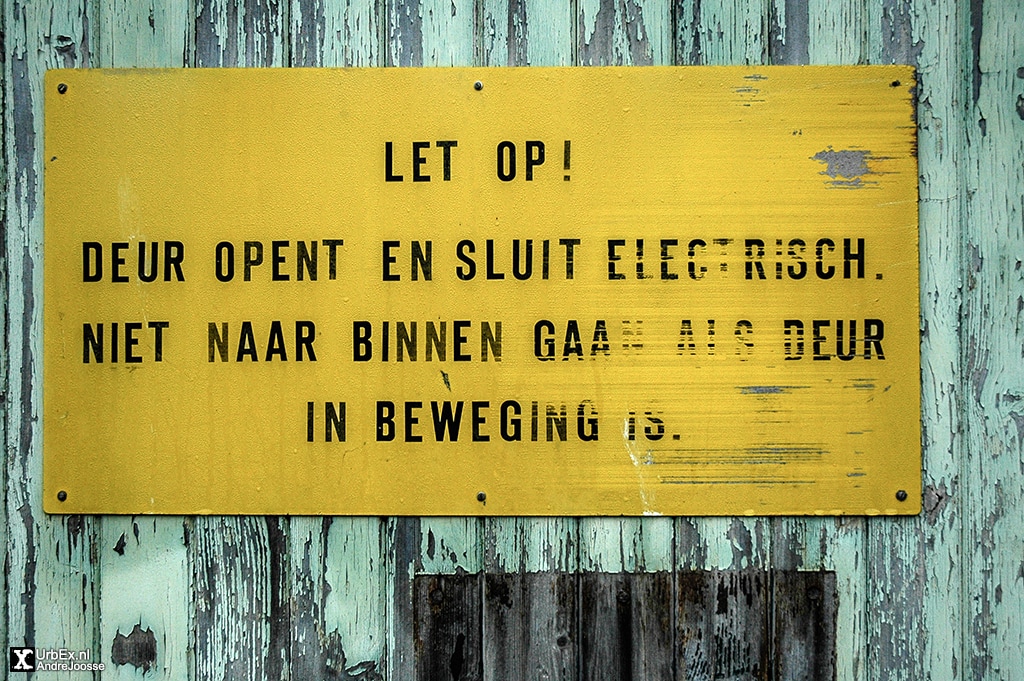 LET OP!
DEUR OPENT EN SLUIT ELECTRISCH.
NIET NAAR BINNEN GAAN ALS DEUR
IN BEWEGING IS.
UrbEx.nl
AndreJoosse